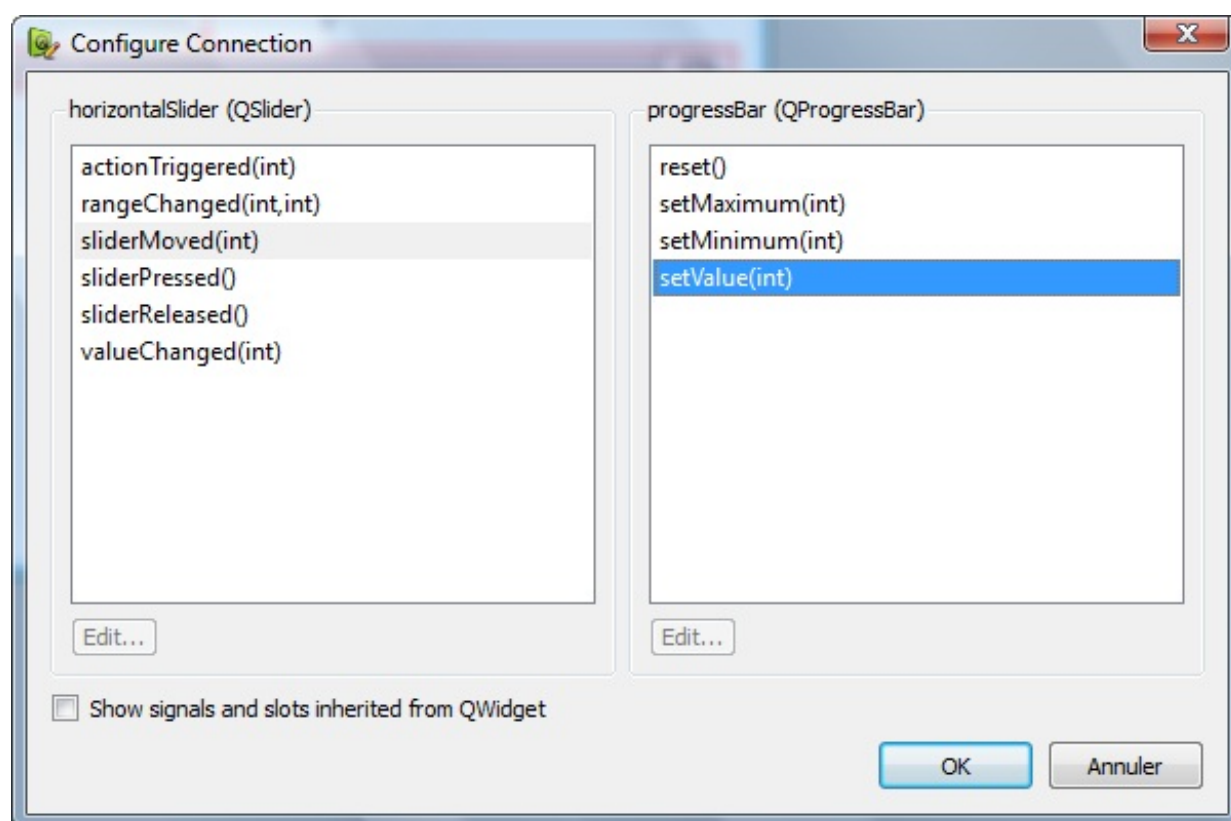 Configure Connection
horizontalSlider (QSlider)
actionTriggered(int)
rangeChanged(int,int)
sliderMoved(int)
sliderPressed()
sliderReleased()
valueChanged(int)
Edit...
progressBar (QProgressBar)
reset()
setMaximum(int)
setMinimum(int)
setValue(int)
Edit...
Show signals and slots inherited from QWidget
OK
Annuler